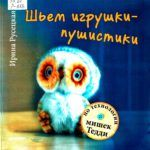 Ирина Русецкая
Шьем игрушки-
пушистики
по технологии
мишек
Тедди